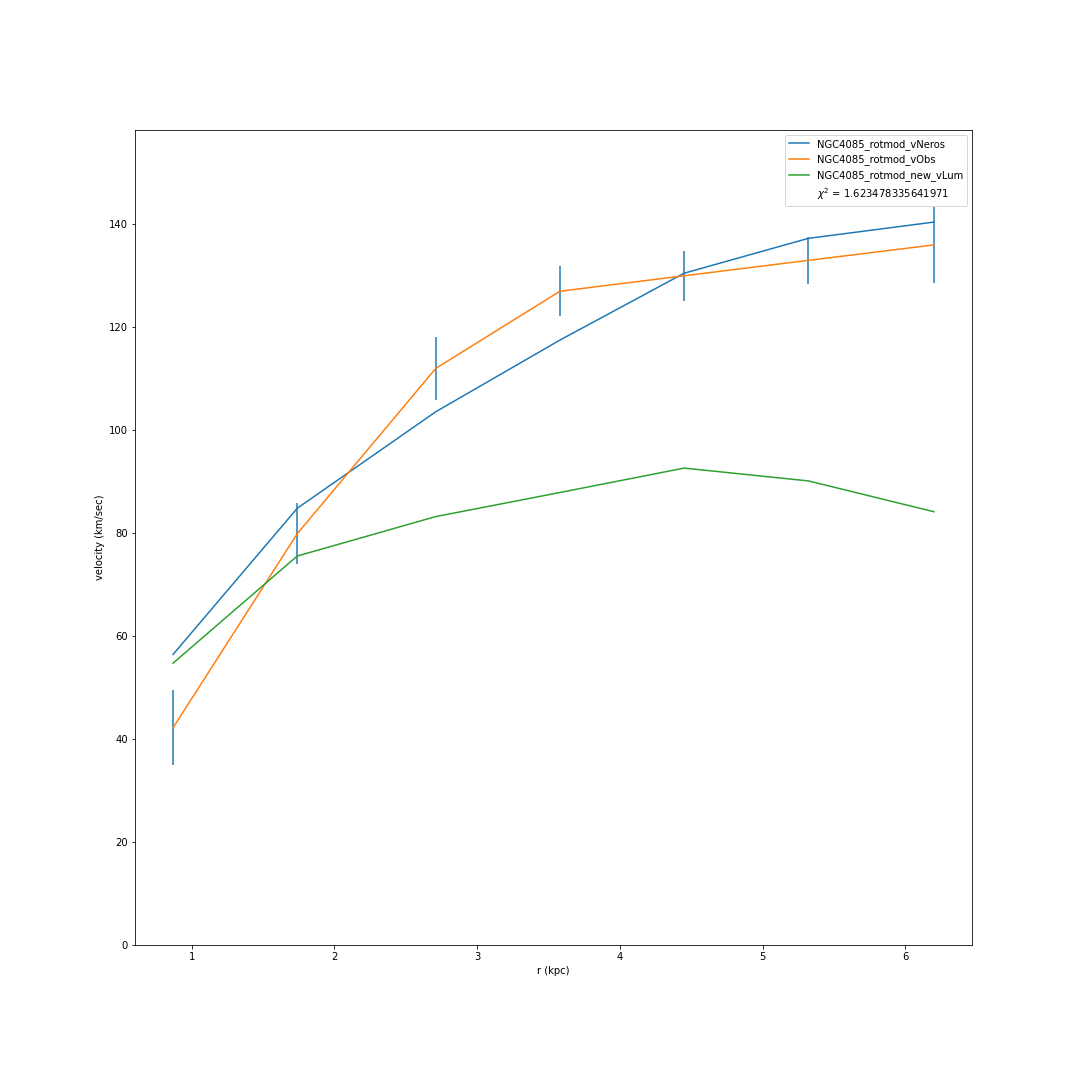 NGC4085_rotmod_vNeros
NGC4085_rotmod_vObs
NGC4085_rotmod_new_vLum
χ² = 1.623478335641971
140
120
100
80
60
40
20
0
velocity (km/sec)
1 2 3 4 5 6
r (kpc)